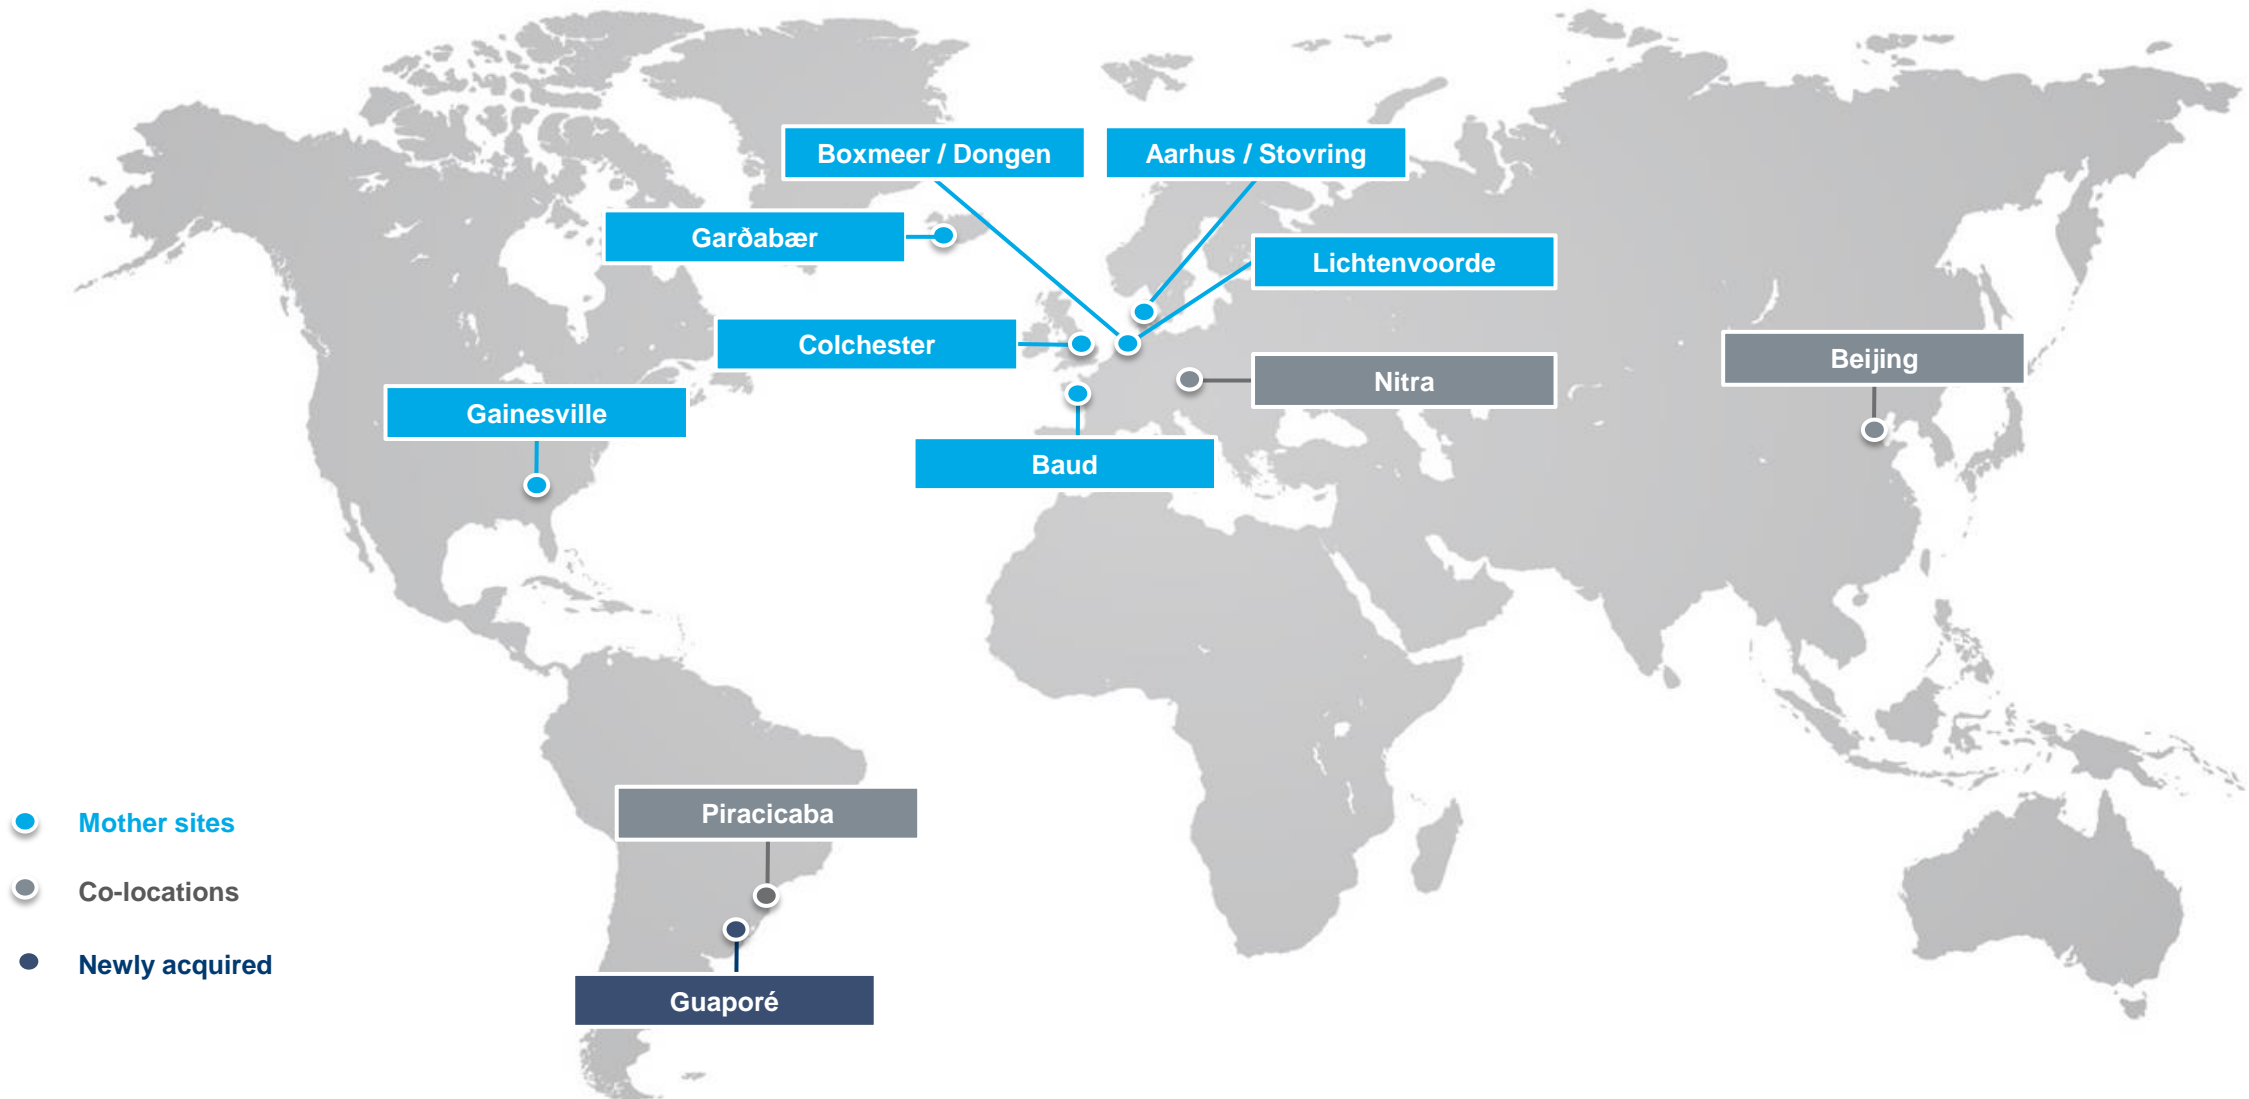 Boxmeer / Dongen
Aarhus / Stovring
Garðabær
Lichtenvoorde
Colchester
Beijing
Nitra
Gainesville
Baud
Piracicaba
Mother sites
Co-locations
Newly acquired
Guaporé